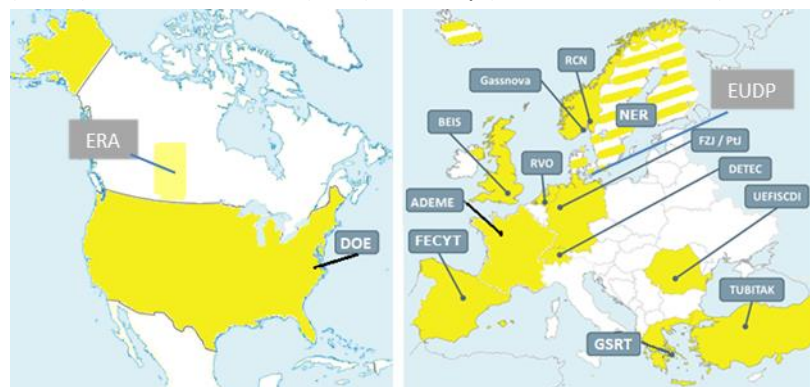 ERA
DOE
RCN
Gassnova
EUDP
BEIS
NER
FZJ / PtJ
RVO
DETEC
ADEME
UEFISCDI
FECYT
TUBITAK
GSRT